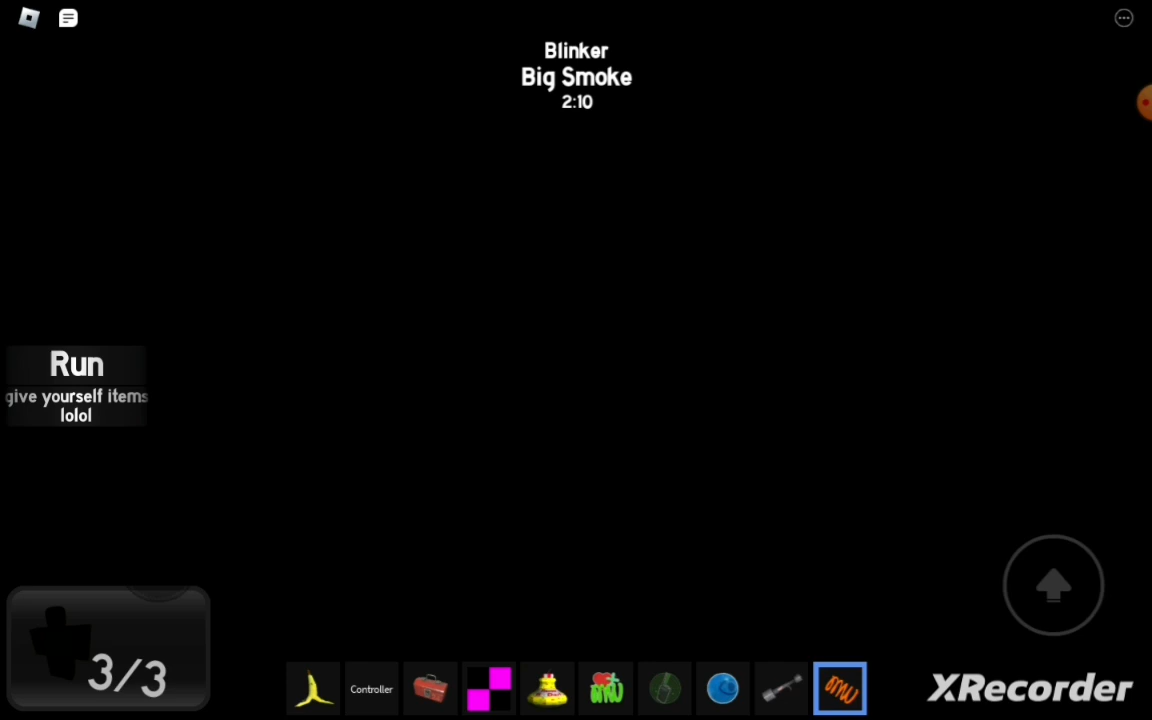 Blinker
Big Smoke
2:10
Run
give yourself items
lolol
3/3
Controller
XRecorder